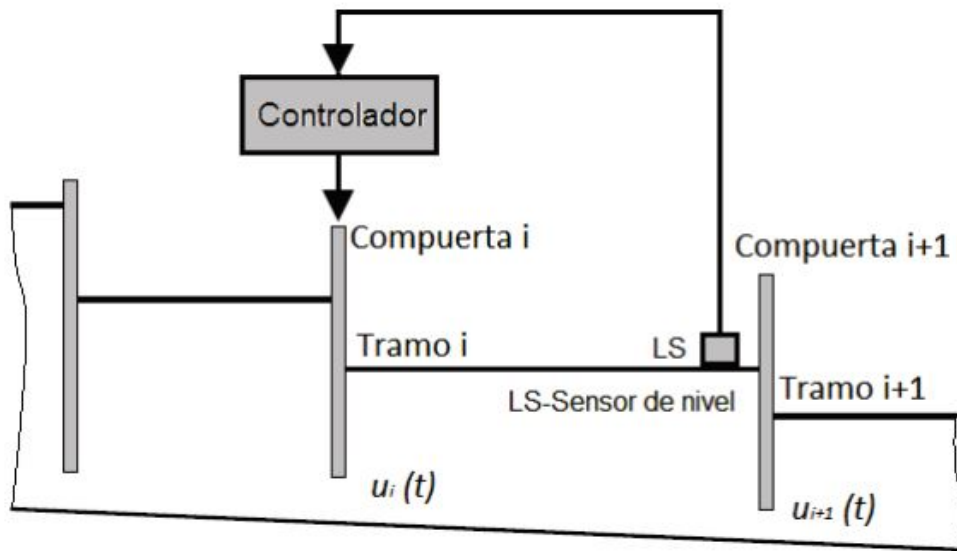 Controlador
Compuerta i
Compuerta i+1
Tramo i
LS
LS-Sensor de nivel
Tramo i+1
uᵢ (t)
uᵢ₊₁ (t)